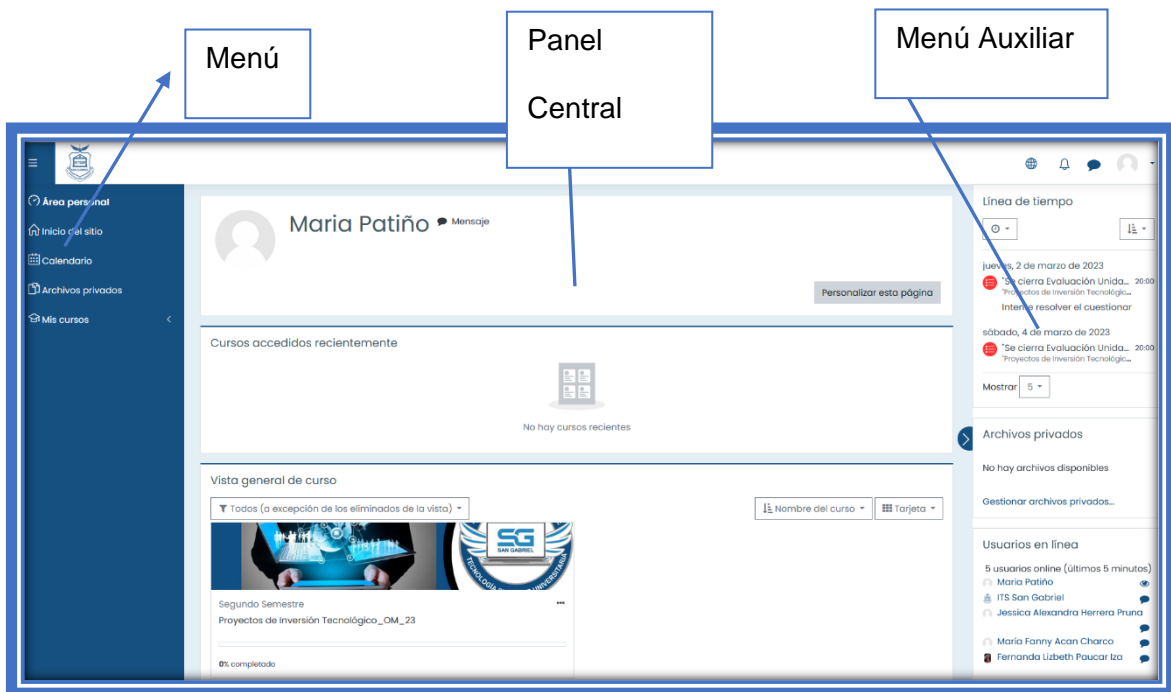 Menú
Panel
Central
Menú Auxiliar
Área personal
Inicio del sitio
Calendario
Archivos privados
Mis cursos
Maria Patiño Mensaje
Personalizar esta página
Cursos accedidos recientemente
No hay cursos recientes
Vista general de curso
Todos (a excepción de los eliminados de la vista)
Nombre del curso
Tarjeta
SG
SAN GABRIEL
Segundo Semestre
Proyectos de Inversión Tecnológico_OM_23
0% completado
Línea de tiempo
jueves, 2 de marzo de 2023
"Se cierra Evaluación Unida... 20:00
"Proyectos de Inversión Tecnológic...
Intente resolver el cuestionar
sábado, 4 de marzo de 2023
"Se cierra Evaluación Unida... 20:00
"Proyectos de Inversión Tecnológic...
Mostrar 5
Archivos privados
No hay archivos disponibles
Gestionar archivos privados...
Usuarios en línea
5 usuarios online (últimos 5 minutos)
Maria Patiño
ITS San Gabriel
Jessica Alexandra Herrera Pruna
María Fanny Acan Charco
Fernanda Lizbeth Paucar Iza